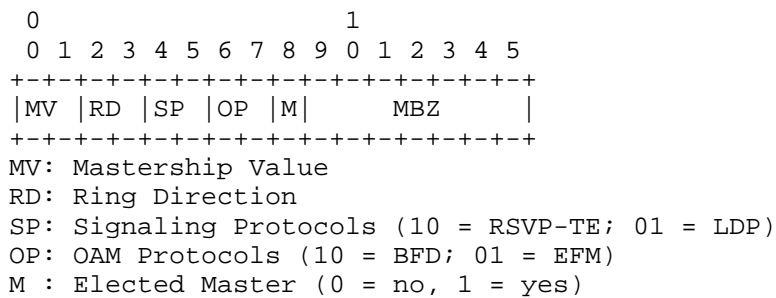 0                   1
 0 1 2 3 4 5 6 7 8 9 0 1 2 3 4 5
+-+-+-+-+-+-+-+-+-+-+-+-+-+-+-+-+
|MV |RD |SP |OP |M|     MBZ     |
+-+-+-+-+-+-+-+-+-+-+-+-+-+-+-+-+
MV: Mastership Value
RD: Ring Direction
SP: Signaling Protocols (10 = RSVP-TE; 01 = LDP)
OP: OAM Protocols (10 = BFD; 01 = EFM)
M : Elected Master (0 = no, 1 = yes)